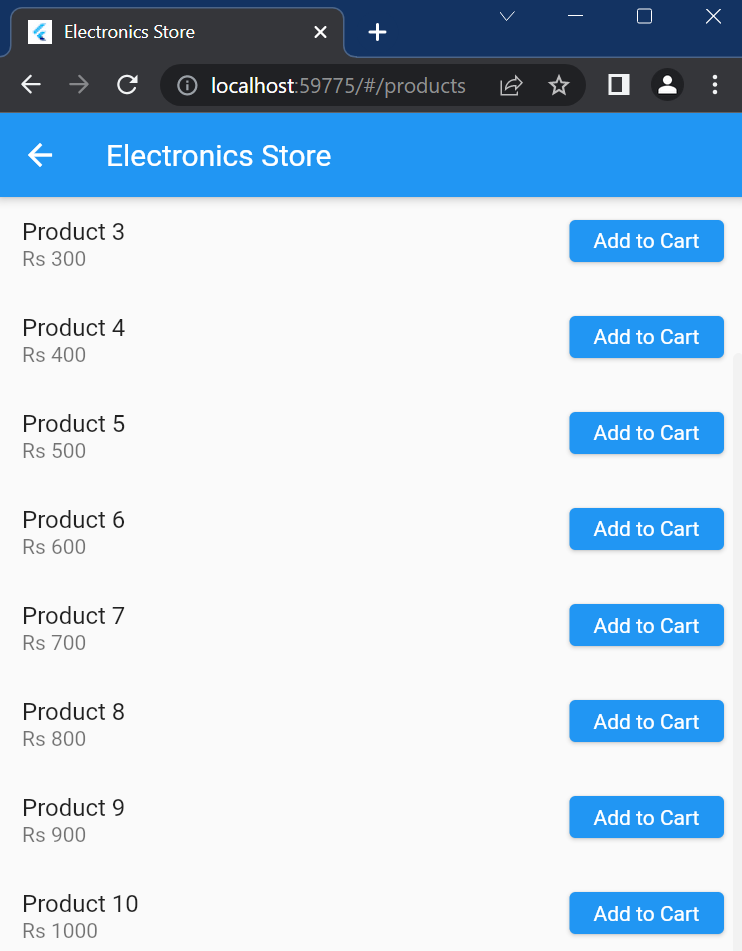 Electronics Store
localhost:59775/#/products
Electronics Store
Product 3
Rs 300
Add to Cart
Product 4
Rs 400
Add to Cart
Product 5
Rs 500
Add to Cart
Product 6
Rs 600
Add to Cart
Product 7
Rs 700
Add to Cart
Product 8
Rs 800
Add to Cart
Product 9
Rs 900
Add to Cart
Product 10
Rs 1000
Add to Cart